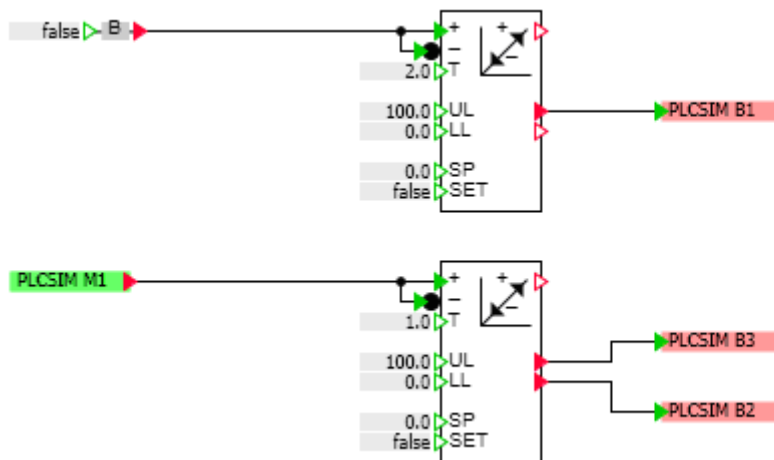 false B +
−
2.0 T
100.0 UL PLCSIM B1
0.0 LL
0.0 SP
false SET
PLCSIM M1 +
−
1.0 T
100.0 UL PLCSIM B3
0.0 LL
PLCSIM B2
0.0 SP
false SET